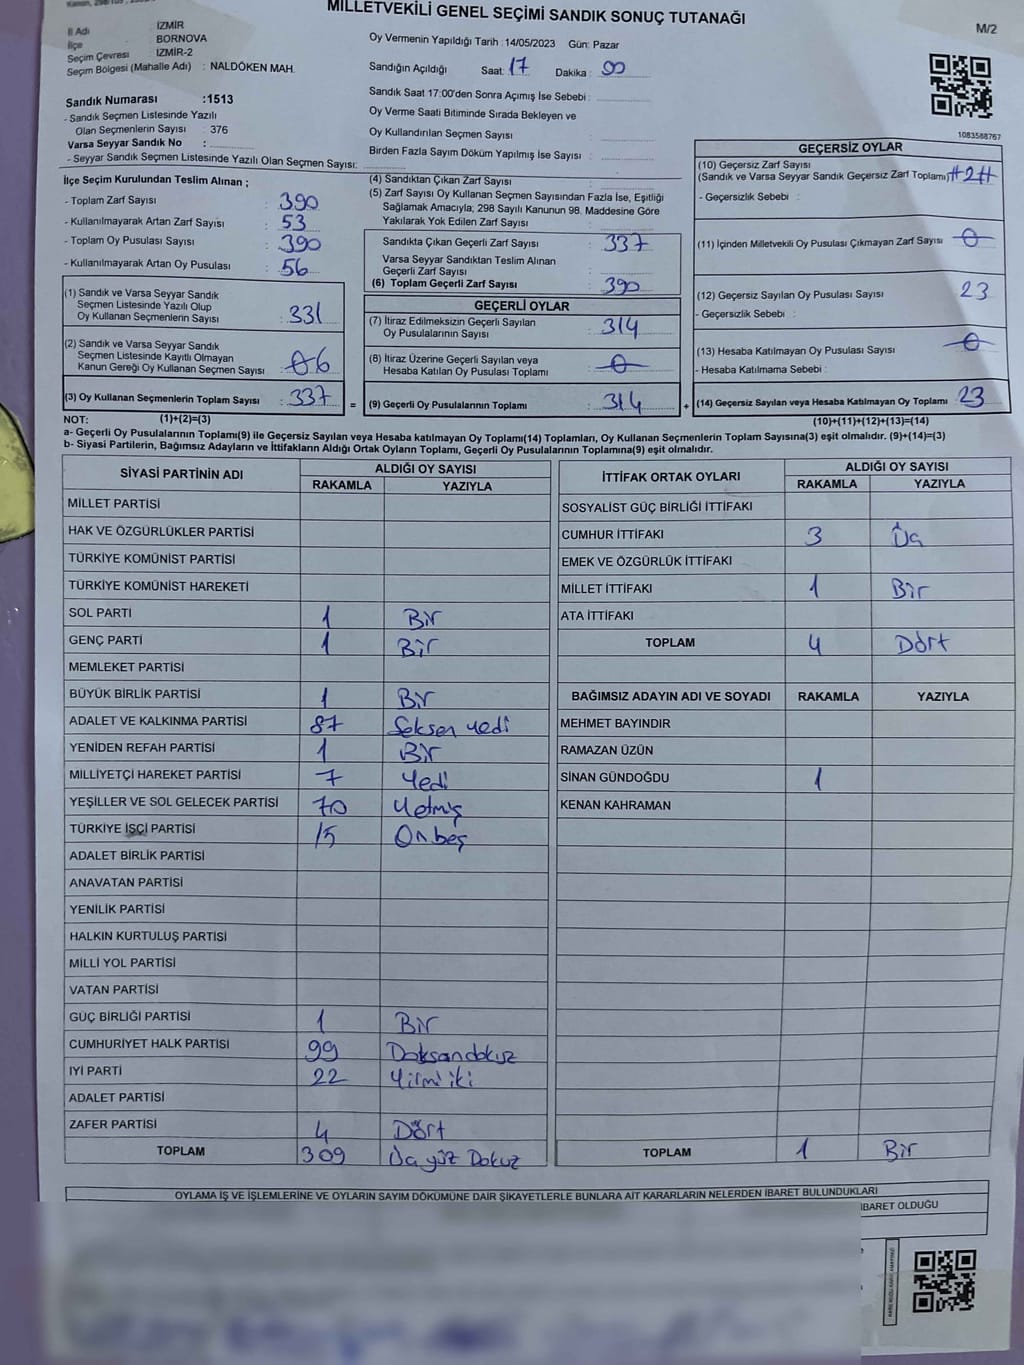 MİLLETVEKİLİ GENEL SEÇİMİ SANDIK SONUÇ TUTANAĞI
M/2
İl Adı İZMİR
İlçe BORNOVA
Seçim Çevresi İZMİR-2
Seçim Bölgesi (Mahalle Adı) : NALDÖKEN MAH.
Oy Vermenin Yapıldığı Tarih :14/05/2023 Gün: Pazar
Sandığın Açıldığı Saat: 17 Dakika : 00
Sandık Saat 17:00'den Sonra Açımış İse Sebebi :
Oy Verme Saati Bitiminde Sırada Bekleyen ve
Oy Kullandırılan Seçmen Sayısı :
Birden Fazla Sayım Döküm Yapılmış İse Sayısı :
Sandık Numarası :1513
- Sandık Seçmen Listesinde Yazılı
Olan Seçmenlerin Sayısı : 376
Varsa Seyyar Sandık No :
- Seyyar Sandık Seçmen Listesinde Yazılı Olan Seçmen Sayısı:
1083588767
İlçe Seçim Kurulundan Teslim Alınan ;
- Toplam Zarf Sayısı : 390
- Kullanılmayarak Artan Zarf Sayısı : 53
- Toplam Oy Pusulası Sayısı : 390
- Kullanılmayarak Artan Oy Pusulası : 56
(1) Sandık ve Varsa Seyyar Sandık
Seçmen Listesinde Yazılı Olup
Oy Kullanan Seçmenlerin Sayısı : 331
(2) Sandık ve Varsa Seyyar Sandık
Seçmen Listesinde Kayıtlı Olmayan
Kanun Gereği Oy Kullanan Seçmen Sayısı : 06
(3) Oy Kullanan Seçmenlerin Toplam Sayısı : 337
(4) Sandıktan Çıkan Zarf Sayısı :
(5) Zarf Sayısı Oy Kullanan Seçmen Sayısından Fazla İse, Eşitliği
Sağlamak Amacıyla; 298 Sayılı Kanunun 98. Maddesine Göre
Yakılarak Yok Edilen Zarf Sayısı :
Sandıkta Çıkan Geçerli Zarf Sayısı : 337
Varsa Seyyar Sandıktan Teslim Alınan
Geçerli Zarf Sayısı :
(6) Toplam Geçerli Zarf Sayısı : 390
GEÇERLİ OYLAR
(7) İtiraz Edilmeksizin Geçerli Sayılan
Oy Pusulalarının Sayısı : 314
(8) İtiraz Üzerine Geçerli Sayılan veya
Hesaba Katılan Oy Pusulası Toplamı : 0
= (9) Geçerli Oy Pusulalarının Toplamı : 314
GEÇERSİZ OYLAR
(10) Geçersiz Zarf Sayısı
(Sandık ve Varsa Seyyar Sandık Geçersiz Zarf Toplamı) #2#
- Geçersizlik Sebebi :
(11) İçinden Milletvekili Oy Pusulası Çıkmayan Zarf Sayısı 0
(12) Geçersiz Sayılan Oy Pusulası Sayısı : 23
- Geçersizlik Sebebi :
(13) Hesaba Katılmayan Oy Pusulası Sayısı : 0
- Hesaba Katılmama Sebebi :
+ (14) Geçersiz Sayılan veya Hesaba Katılmayan Oy Toplamı 23
NOT: (1)+(2)=(3)
(10)+(11)+(12)+(13)=(14)
a- Geçerli Oy Pusulalarının Toplamı(9) ile Geçersiz Sayılan veya Hesaba katılmayan Oy Toplamı(14) Toplamları, Oy Kullanan Seçmenlerin Toplam Sayısına(3) eşit olmalıdır. (9)+(14)=(3)
b- Siyasi Partilerin, Bağımsız Adayların ve İttifakların Aldığı Ortak Oyların Toplamı, Geçerli Oy Pusulalarının Toplamına(9) eşit olmalıdır.
SİYASİ PARTİNİN ADI ALDIĞI OY SAYISI
RAKAMLA YAZIYLA
MİLLET PARTİSİ
HAK VE ÖZGÜRLÜKLER PARTİSİ
TÜRKİYE KOMÜNİST PARTİSİ
TÜRKİYE KOMÜNİST HAREKETİ
SOL PARTİ 1 Bir
GENÇ PARTİ 1 Bir
MEMLEKET PARTİSİ
BÜYÜK BİRLİK PARTİSİ 1 Bir
ADALET VE KALKINMA PARTİSİ 87 Seksen yedi
YENİDEN REFAH PARTİSİ 1 Bir
MİLLİYETÇİ HAREKET PARTİSİ 7 Yedi
YEŞİLLER VE SOL GELECEK PARTİSİ 70 Yetmiş
TÜRKİYE İŞÇİ PARTİSİ 15 Onbeş
ADALET BİRLİK PARTİSİ
ANAVATAN PARTİSİ
YENİLİK PARTİSİ
HALKIN KURTULUŞ PARTİSİ
MİLLİ YOL PARTİSİ
VATAN PARTİSİ
GÜÇ BİRLİĞİ PARTİSİ 1 Bir
CUMHURİYET HALK PARTİSİ 99 Doksandokuz
İYİ PARTİ 22 Yirmi iki
ADALET PARTİSİ
ZAFER PARTİSİ 4 Dört
TOPLAM 309 Üçyüz Dokuz
İTTİFAK ORTAK OYLARI ALDIĞI OY SAYISI
RAKAMLA YAZIYLA
SOSYALİST GÜÇ BİRLİĞİ İTTİFAKI
CUMHUR İTTİFAKI 3 Üç
EMEK VE ÖZGÜRLÜK İTTİFAKI
MİLLET İTTİFAKI 1 Bir
ATA İTTİFAKI
TOPLAM 4 Dört
BAĞIMSIZ ADAYIN ADI VE SOYADI RAKAMLA YAZIYLA
MEHMET BAYINDIR
RAMAZAN ÜZÜN
SİNAN GÜNDOĞDU 1
KENAN KAHRAMAN
TOPLAM 1 Bir
OYLAMA İŞ VE İŞLEMLERİNE VE OYLARIN SAYIM DÖKÜMÜNE DAİR ŞİKAYETLERLE BUNLARA AİT KARARLARIN NELERDEN İBARET BULUNDUKLARI
İBARET OLDUĞU